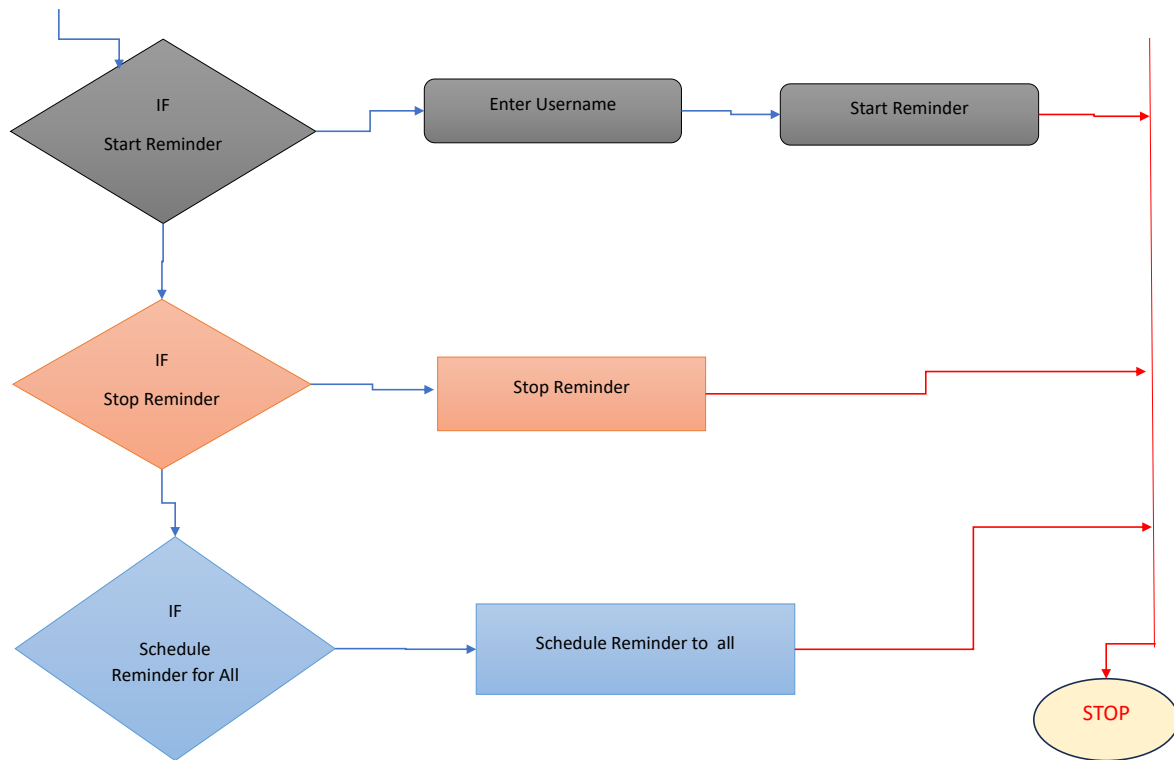 IF
Start Reminder
Enter Username
Start Reminder
IF
Stop Reminder
Stop Reminder
IF
Schedule
Reminder for All
Schedule Reminder to  all
STOP